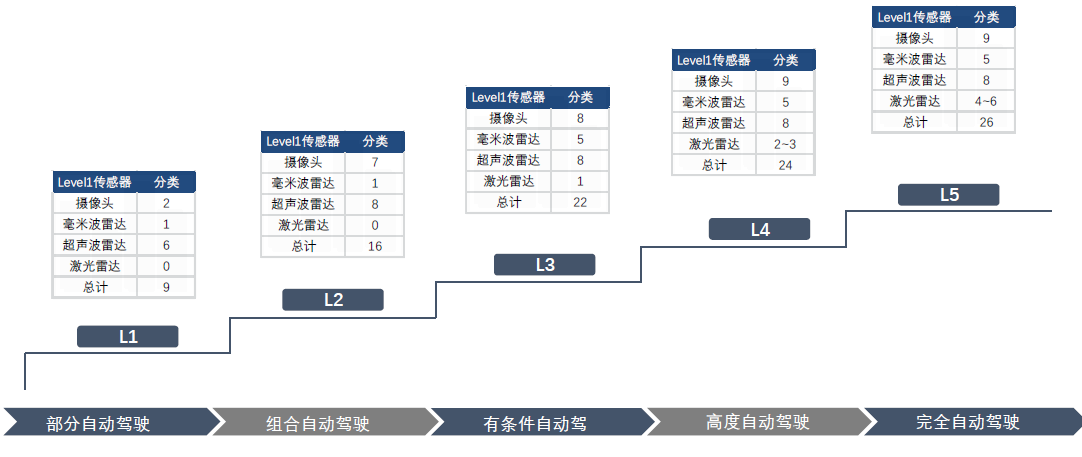 Level1传感器 分类
摄像头 2
毫米波雷达 1
超声波雷达 6
激光雷达 0
总计 9
L1
Level1传感器 分类
摄像头 7
毫米波雷达 1
超声波雷达 8
激光雷达 0
总计 16
L2
Level1传感器 分类
摄像头 8
毫米波雷达 5
超声波雷达 8
激光雷达 1
总计 22
L3
Level1传感器 分类
摄像头 9
毫米波雷达 5
超声波雷达 8
激光雷达 2~3
总计 24
L4
Level1传感器 分类
摄像头 9
毫米波雷达 5
超声波雷达 8
激光雷达 4~6
总计 26
L5
部分自动驾驶
组合自动驾驶
有条件自动驾
高度自动驾驶
完全自动驾驶